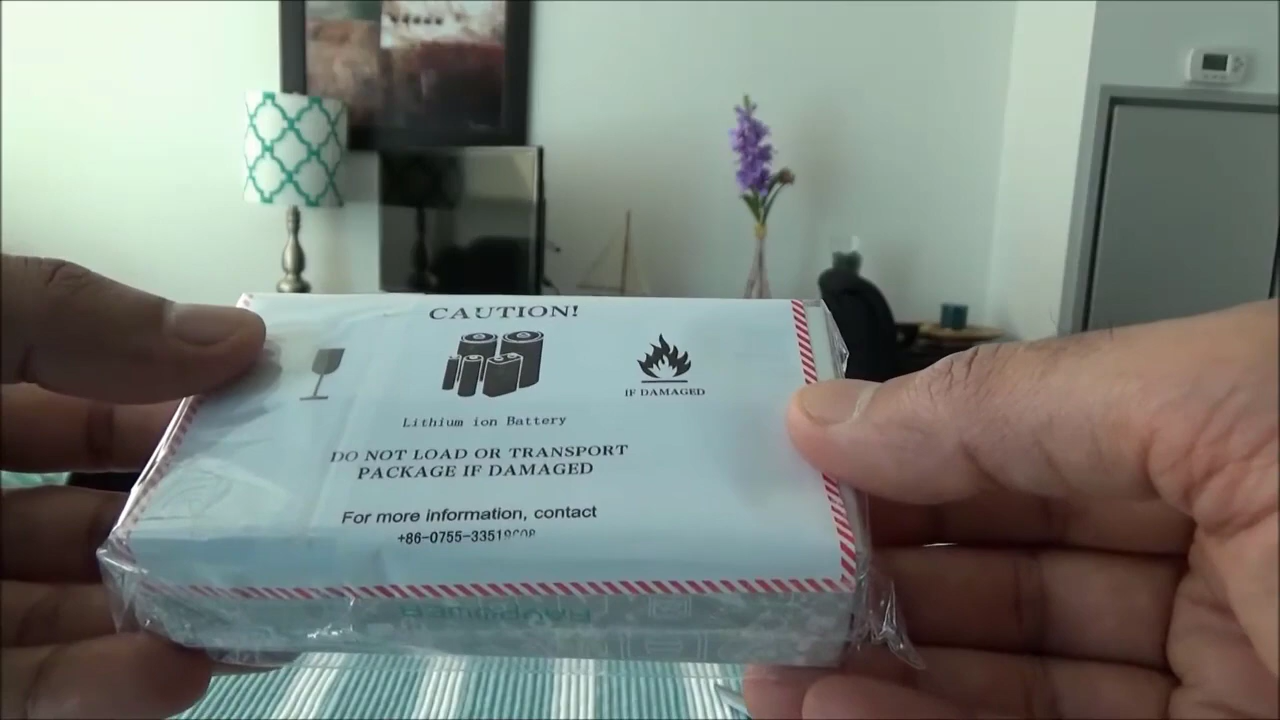 CAUTION!
IF DAMAGED
Lithium ion Battery
DO NOT LOAD OR TRANSPORT
PACKAGE IF DAMAGED
For more information, contact